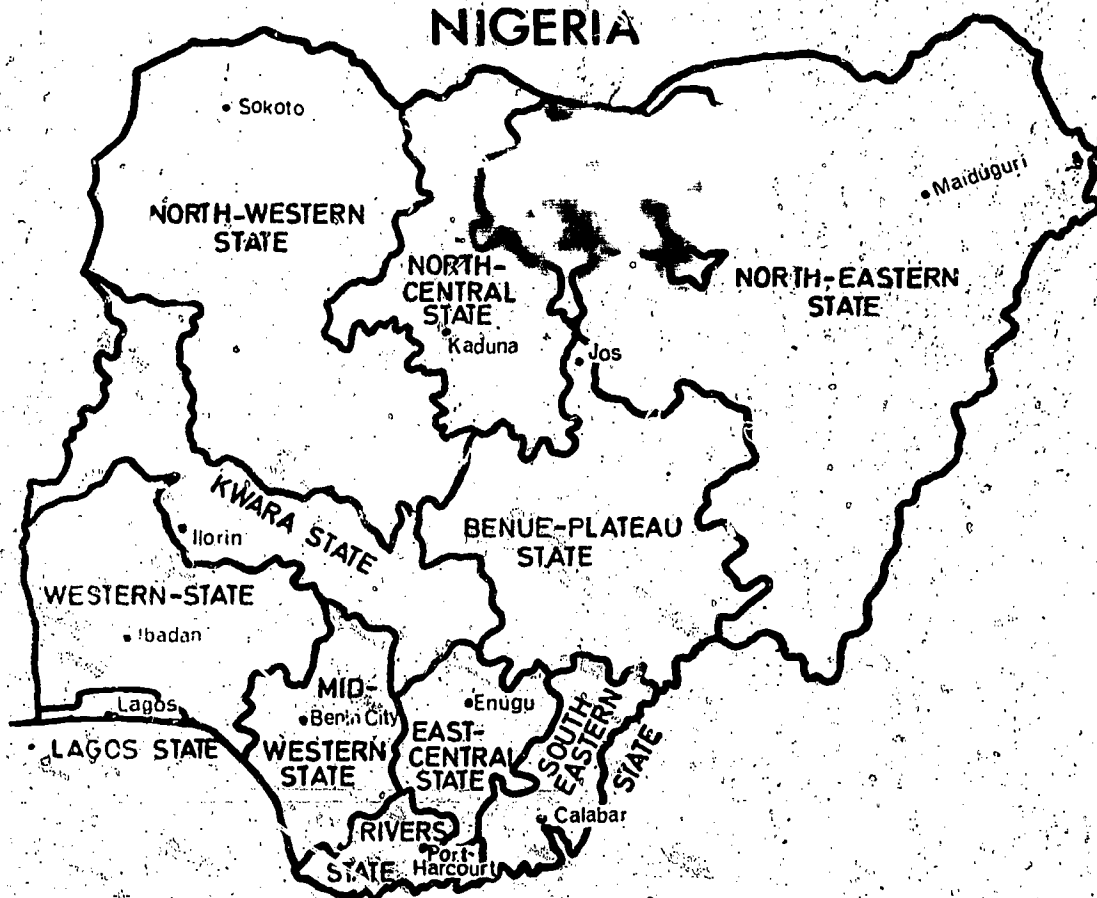 NIGERIA
Sokoto
Maiduguri
NORTH-WESTERN
STATE
NORTH-
CENTRAL
STATE
Kaduna
NORTH-EASTERN
STATE
Jos
KWARA STATE
Ilorin
BENUE-PLATEAU
STATE
WESTERN-STATE
Ibadan
Lagos
LAGOS STATE
MID-
Benin City
WESTERN
STATE
Enugu
EAST-
CENTRAL
STATE
SOUTH
EASTERN
STATE
Calabar
RIVERS
STATE
Port-
Harcourt